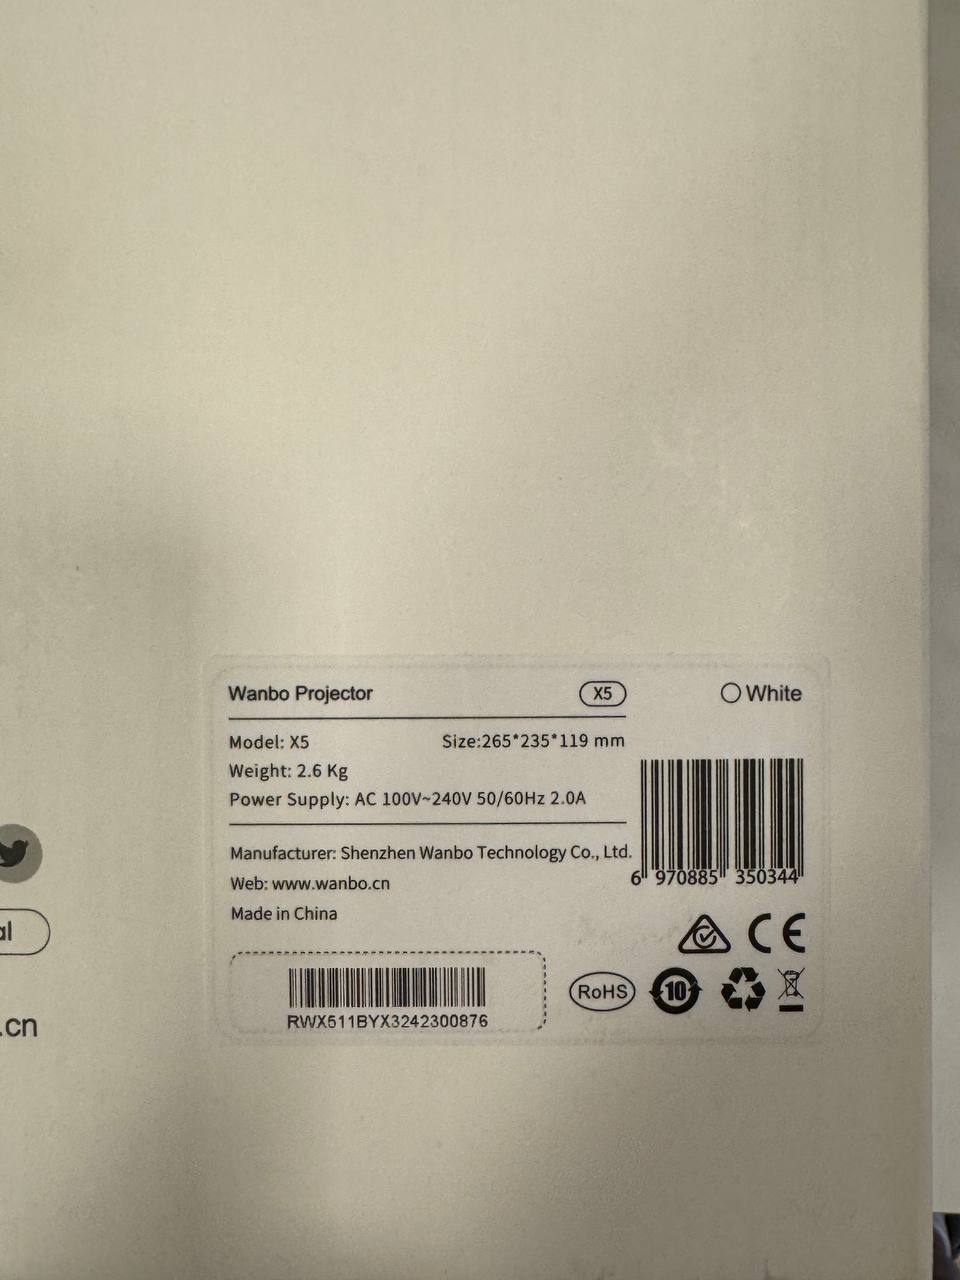 Wanbo Projector X5 White
Model: X5 Size:265*235*119 mm
Weight: 2.6 Kg
Power Supply: AC 100V~240V 50/60Hz 2.0A
6 970885 350344
Manufacturer: Shenzhen Wanbo Technology Co., Ltd.
Web: www.wanbo.cn
Made in China
CE
RoHS 10
RWX511BYX3242300876
al
.cn